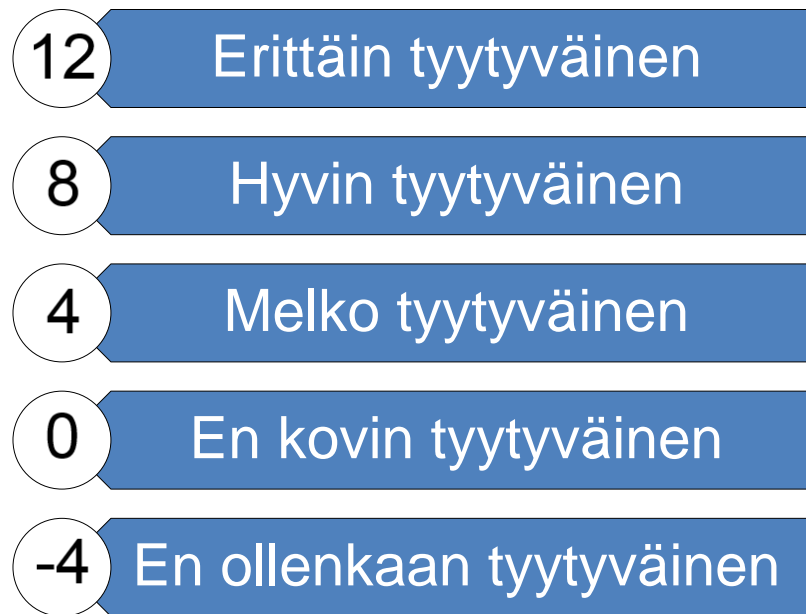 12 Erittäin tyytyväinen
8 Hyvin tyytyväinen
4 Melko tyytyväinen
0 En kovin tyytyväinen
-4 En ollenkaan tyytyväinen